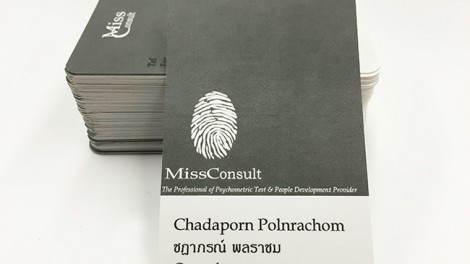 Miss
Consult
Tel
MissConsult
The Professional of Psychometric Test & People Development Provider
Chadaporn Polnrachom
ชฎาภรณ์ พลราชม